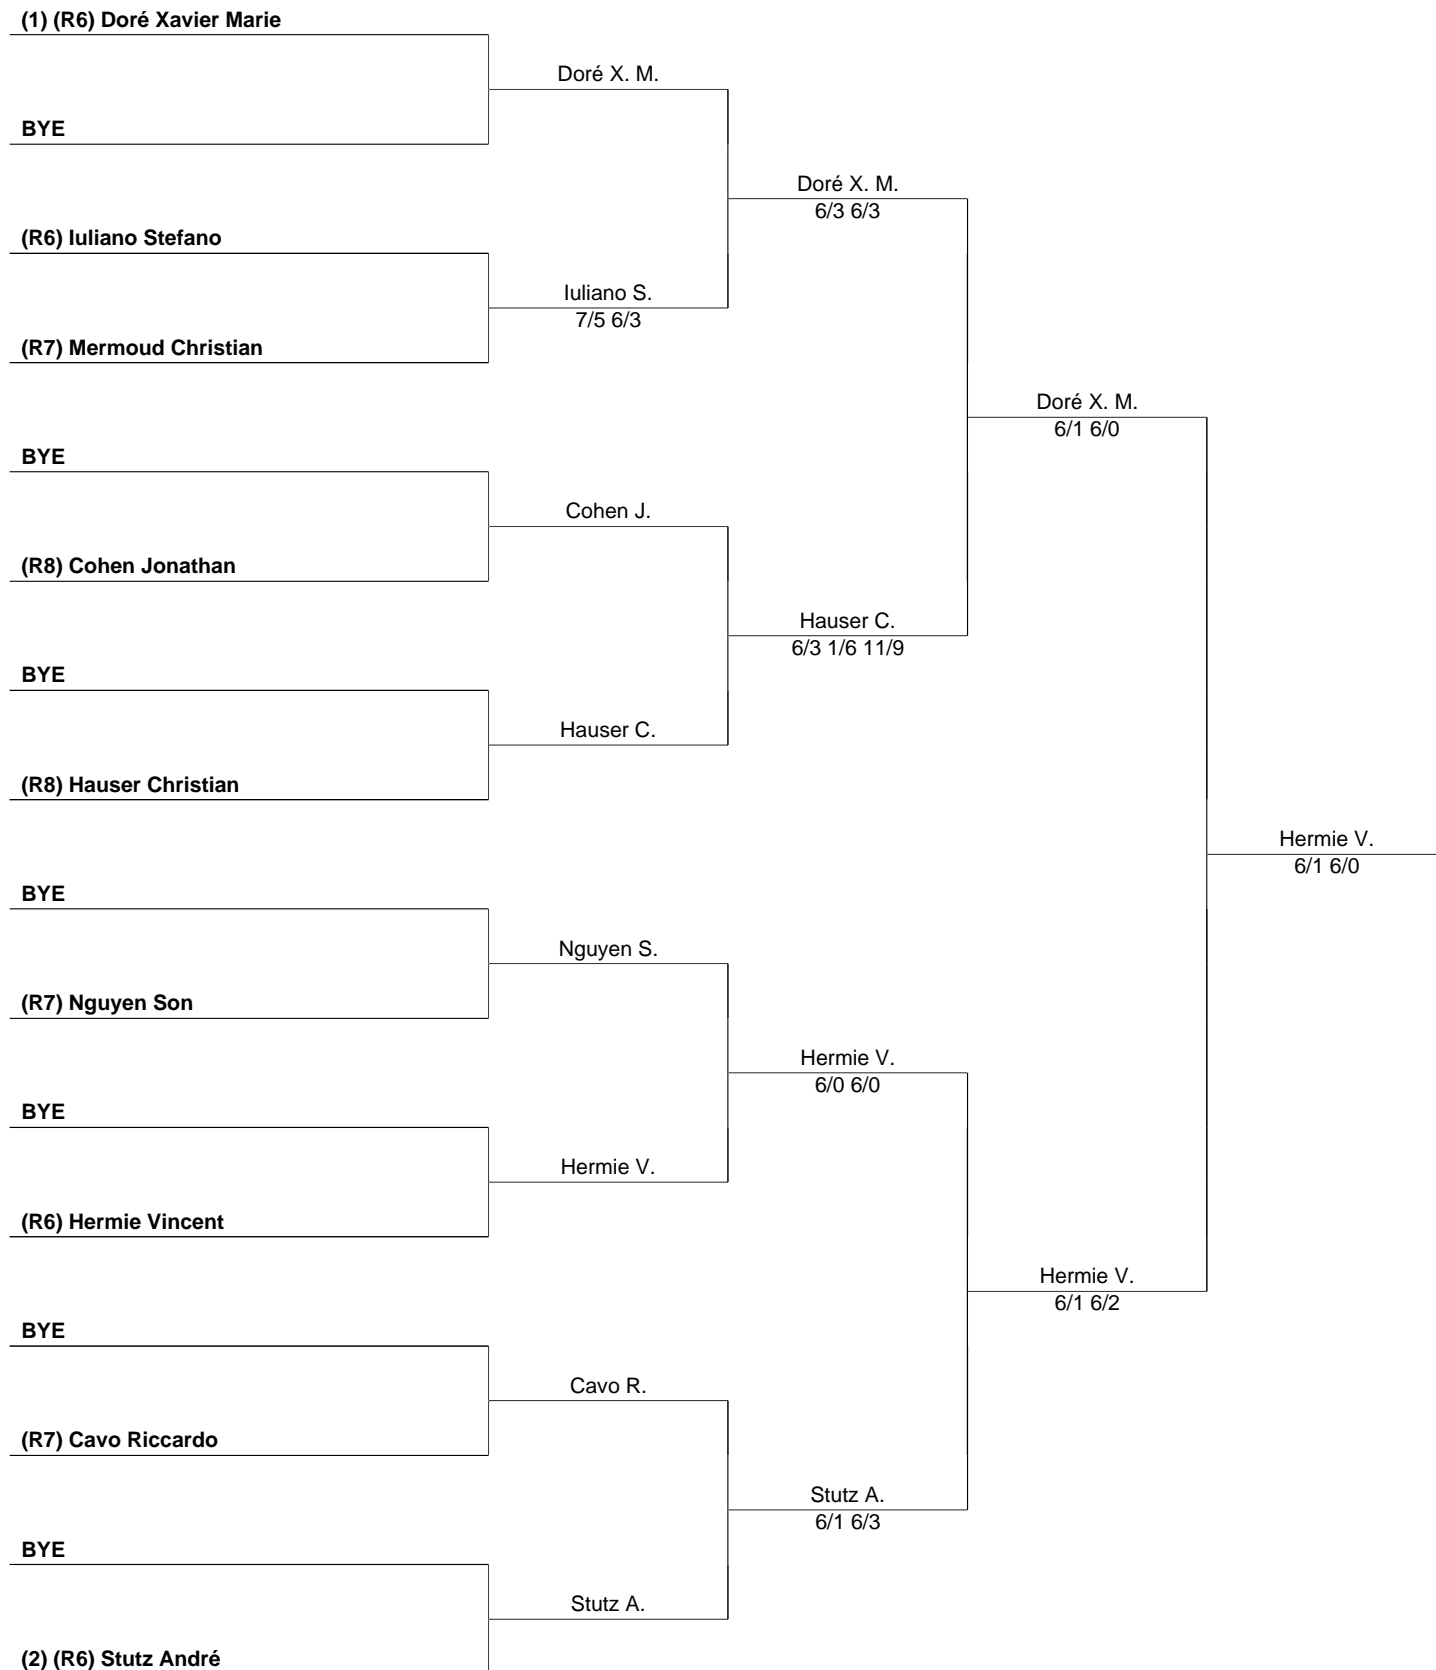 (1) (R6) Doré Xavier Marie
Doré X. M.
BYE
Doré X. M.
6/3 6/3
(R6) Iuliano Stefano
Iuliano S.
7/5 6/3
(R7) Mermoud Christian
Doré X. M.
6/1 6/0
BYE
Cohen J.
(R8) Cohen Jonathan
Hauser C.
6/3 1/6 11/9
BYE
Hauser C.
(R8) Hauser Christian
Hermie V.
6/1 6/0
BYE
Nguyen S.
(R7) Nguyen Son
Hermie V.
6/0 6/0
BYE
Hermie V.
(R6) Hermie Vincent
Hermie V.
6/1 6/2
BYE
Cavo R.
(R7) Cavo Riccardo
Stutz A.
6/1 6/3
BYE
Stutz A.
(2) (R6) Stutz André